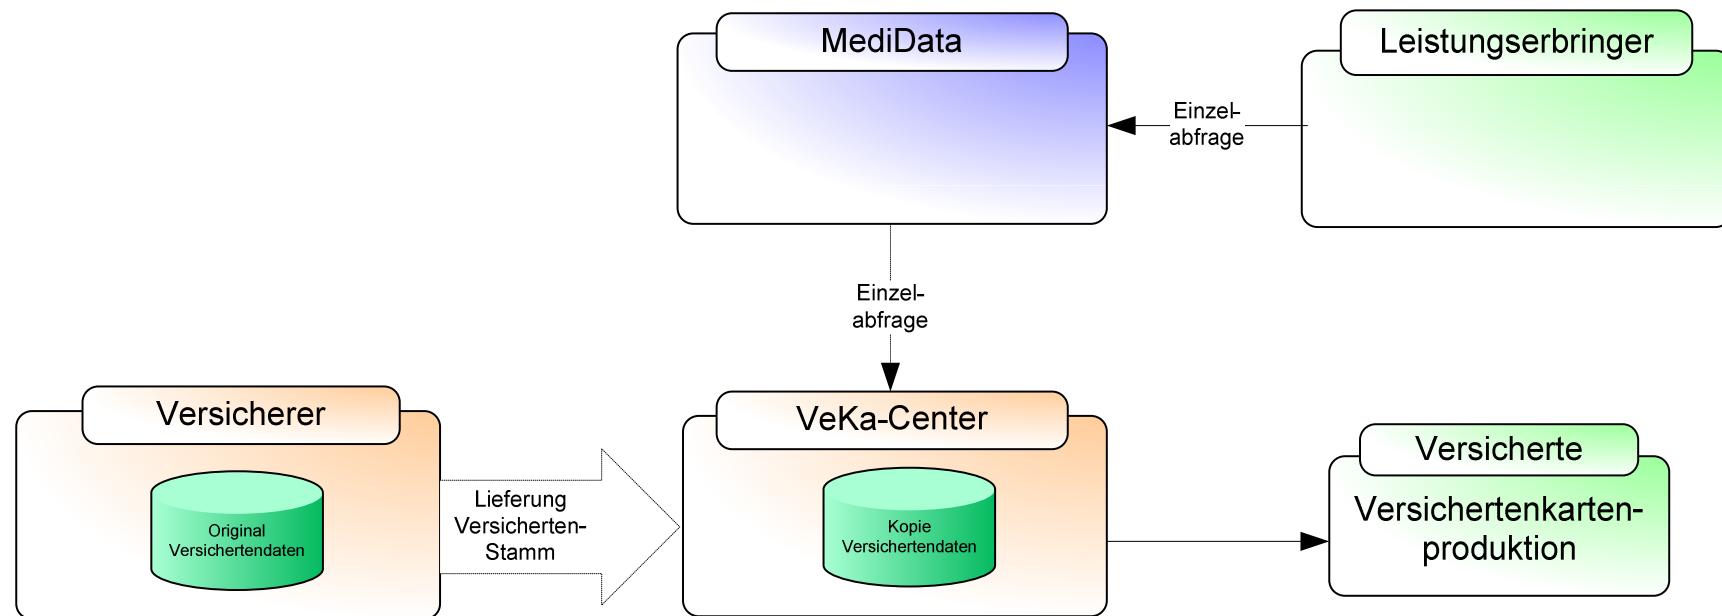 MediData
Leistungserbringer
Einzel-
abfrage
Einzel-
abfrage
Versicherer
Original
Versichertendaten
Lieferung
Versicherten-
Stamm
VeKa-Center
Kopie
Versichertendaten
Versicherte
Versichertenkarten-
produktion